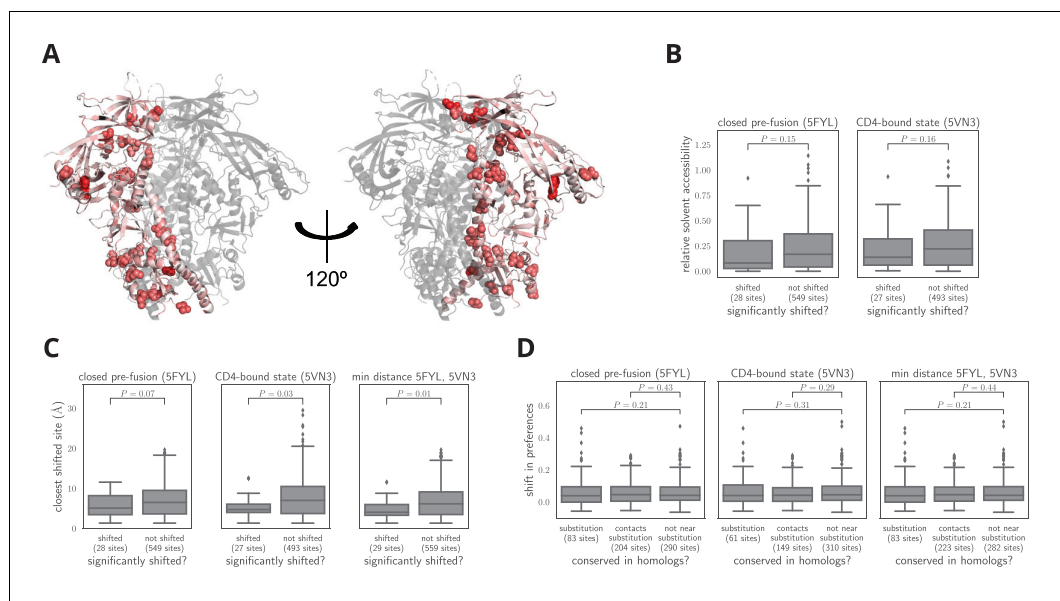 A
120º
B
closed pre-fusion (5FYL)
CD4-bound state (5VN3)
relative solvent accessibility
1.25
1.00
0.75
0.50
0.25
0.00
P = 0.15
P = 0.16
shifted
(28 sites)
not shifted
(549 sites)
shifted
(27 sites)
not shifted
(493 sites)
significantly shifted?
significantly shifted?
C
closed pre-fusion (5FYL)
CD4-bound state (5VN3)
min distance 5FYL, 5VN3
closest shifted site (Å)
30
20
10
0
P = 0.07
P = 0.03
P = 0.01
shifted
(28 sites)
not shifted
(549 sites)
shifted
(27 sites)
not shifted
(493 sites)
shifted
(29 sites)
not shifted
(559 sites)
significantly shifted?
significantly shifted?
significantly shifted?
D
closed pre-fusion (5FYL)
CD4-bound state (5VN3)
min distance 5FYL, 5VN3
shift in preferences
0.6
0.4
0.2
0.0
P = 0.43
P = 0.21
P = 0.29
P = 0.31
P = 0.44
P = 0.21
substitution
(83 sites)
contacts
substitution
(204 sites)
not near
substitution
(290 sites)
substitution
(61 sites)
contacts
substitution
(149 sites)
not near
substitution
(310 sites)
substitution
(83 sites)
contacts
substitution
(223 sites)
not near
substitution
(282 sites)
conserved in homologs?
conserved in homologs?
conserved in homologs?